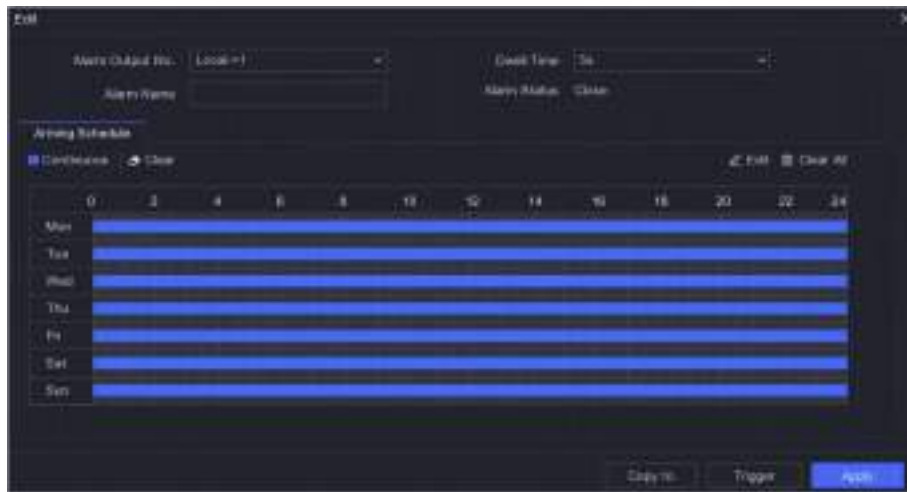 Edit
Alarm Output No. Local->1 Dwell Time 5s
Alarm Name Alarm Status Close
Arming Schedule
Continuous Clear Edit Clear All
0 2 4 6 8 10 12 14 16 18 20 22 24
Mon
Tue
Wed
Thu
Fri
Sat
Sun
Copy to Trigger Apply